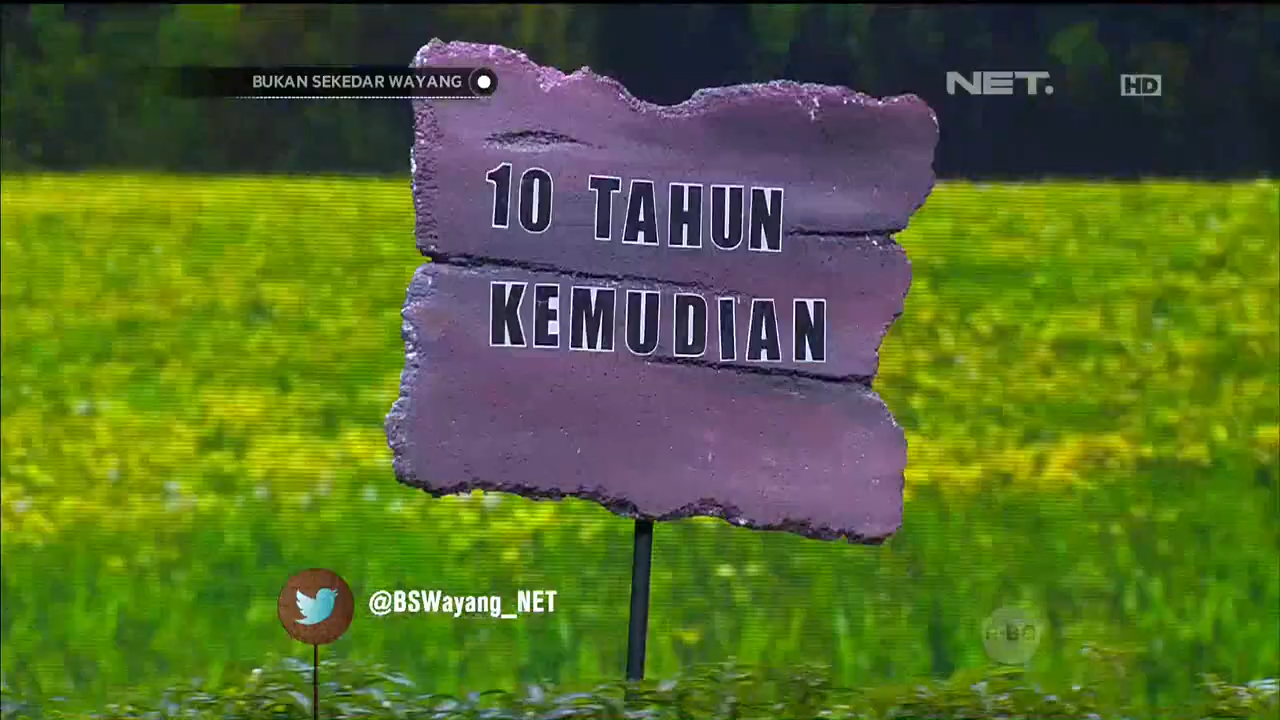 BUKAN SEKEDAR WAYANG
NET.
HD
10 TAHUN
KEMUDIAN
@BSWayang_NET